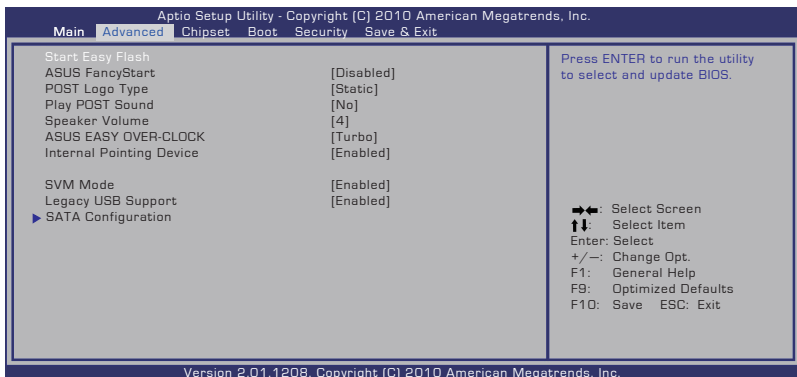 Aptio Setup Utility - Copyright (C) 2010 American Megatrends, Inc.
Main Advanced Chipset Boot Security Save & Exit
Start Easy Flash
ASUS FancyStart [Disabled]
POST Logo Type [Static]
Play POST Sound [No]
Speaker Volume [4]
ASUS EASY OVER-CLOCK [Turbo]
Internal Pointing Device [Enabled]
SVM Mode [Enabled]
Legacy USB Support [Enabled]
SATA Configuration
Press ENTER to run the utility
to select and update BIOS.
→←: Select Screen
↑↓: Select Item
Enter: Select
+/—: Change Opt.
F1: General Help
F9: Optimized Defaults
F10: Save ESC: Exit
Version 2.01.1208. Copyright (C) 2010 American Megatrends, Inc.